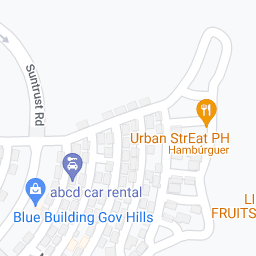 Suntrust Rd
Urban StrEat PH
Hambúrguer
abcd car rental
Blue Building Gov Hills
LI
FRUITS